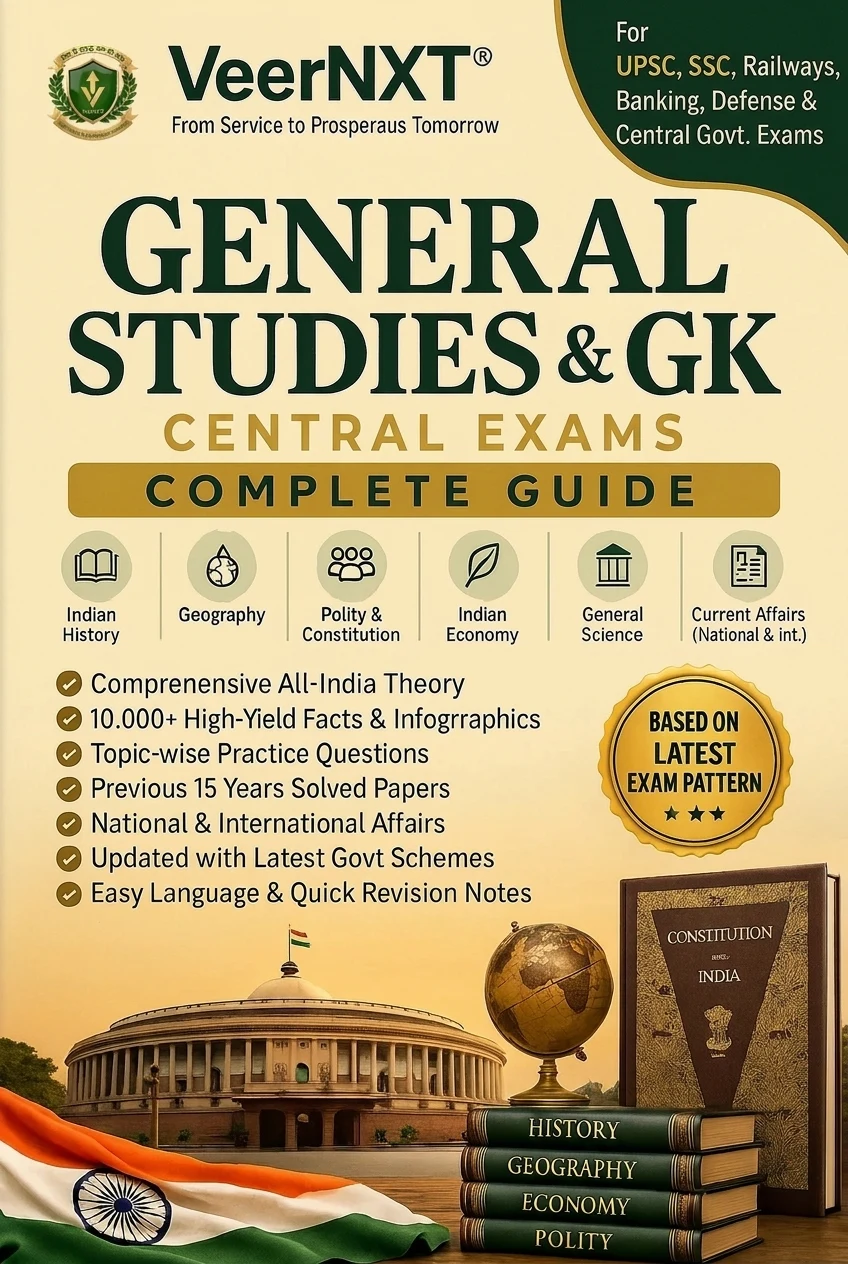 VeerNXT®
From Service to Prosperaus Tomorrow
For
UPSC, SSC, Railways,
Banking, Defense &
Central Govt. Exams
GENERAL
STUDIES & GK
CENTRAL EXAMS
COMPLETE GUIDE
Indian
History
Geography
Polity &
Constitution
Indian
Economy
General
Science
Current Affairs
(National & int.)
Comprenensive All-India Theory
10.000+ High-Yield Facts & Infogrraphics
Topic-wise Practice Questions
Previous 15 Years Solved Papers
National & International Affairs
Updated with Latest Govt Schemes
Easy Language & Quick Revision Notes
BASED ON
LATEST
EXAM PATTERN
CONSTITUTION
INDIA
HISTORY
GEOGRAPHY
ECONOMY
POLITY